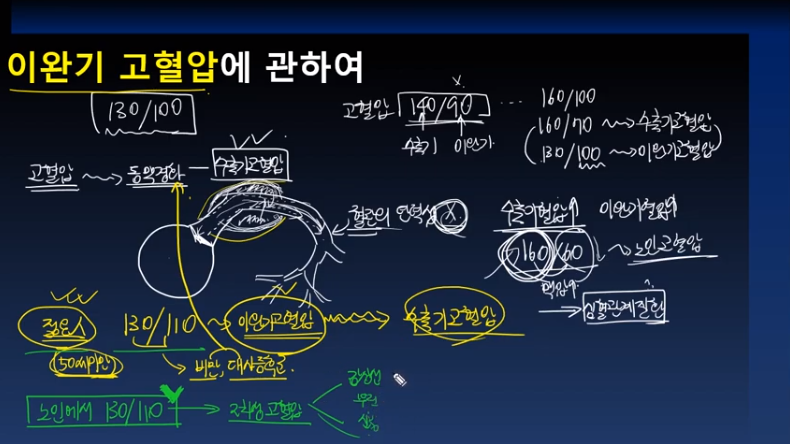 이완기 고혈압에 관하여
130/100
고혈압 140/90 ... 160/100
수축기 이완기
160/70 → 수축기고혈압
130/100 → 이완기고혈압
고혈압 → 동맥경화 — 수축기고혈압
혈관의 탄력성 X
수축기혈압↑ 이완기혈압↓
160/60 → 노인고혈압
맥압↑
→ 심혈관계질환
젊은人 130/110 → 이완기고혈압 → 수축기고혈압
(50세미만) → 비만, 대사증후군
노인에서 130/110 → 2차성고혈압
갑상선
신장